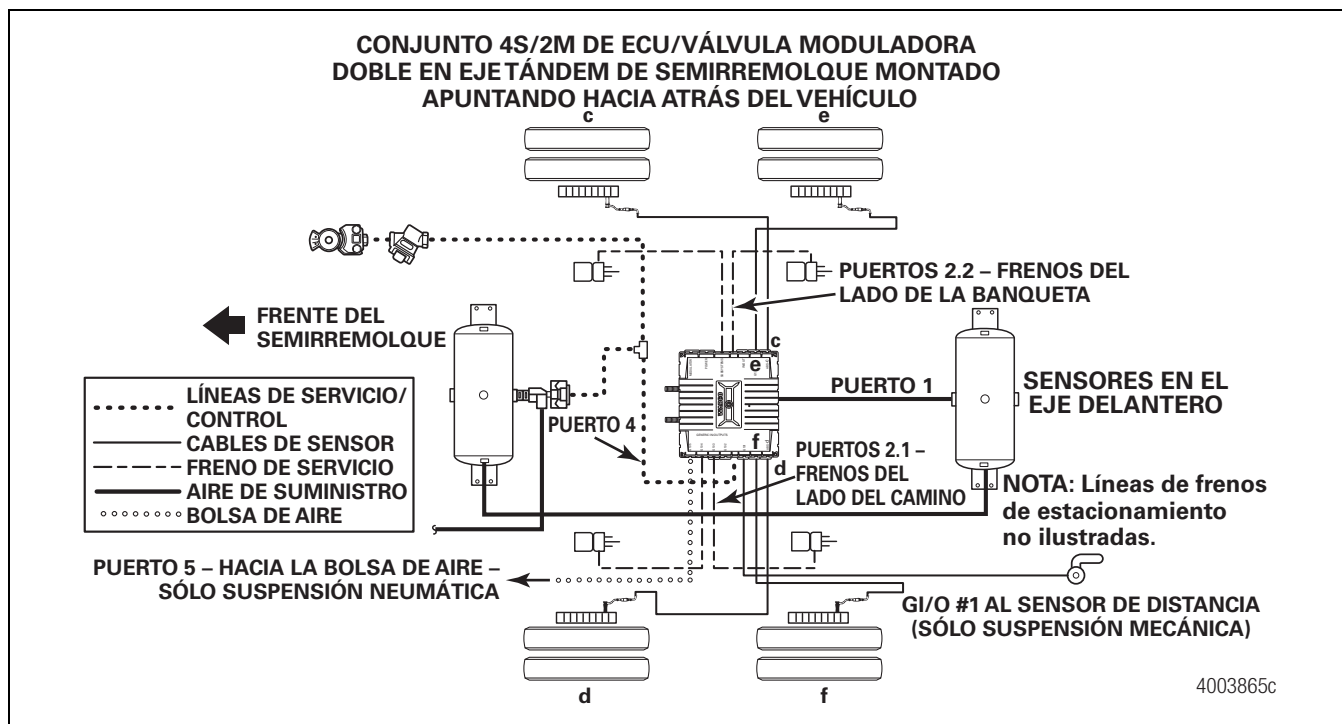 CONJUNTO 4S/2M DE ECU/VÁLVULA MODULADORA
DOBLE EN EJE TÁNDEM DE SEMIRREMOLQUE MONTADO
APUNTANDO HACIA ATRÁS DEL VEHÍCULO
c
e
PUERTOS 2.2 – FRENOS DEL
LADO DE LA BANQUETA
FRENTE DEL
SEMIRREMOLQUE
c
e
PUERTO 1
SENSORES EN EL
EJE DELANTERO
LÍNEAS DE SERVICIO/
CONTROL
CABLES DE SENSOR
FRENO DE SERVICIO
AIRE DE SUMINISTRO
BOLSA DE AIRE
PUERTO 4
f
d
PUERTOS 2.1 –
FRENOS DEL
LADO DEL CAMINO
NOTA: Líneas de frenos
de estacionamiento
no ilustradas.
PUERTO 5 – HACIA LA BOLSA DE AIRE –
SÓLO SUSPENSIÓN NEUMÁTICA
GI/O #1 AL SENSOR DE DISTANCIA
(SÓLO SUSPENSIÓN MECÁNICA)
d
f
4003865c